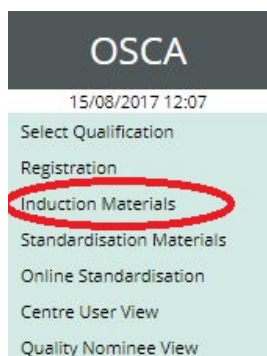 OSCA
15/08/2017 12:07
Select Qualification
Registration
Induction Materials
Standardisation Materials
Online Standardisation
Centre User View
Quality Nominee View